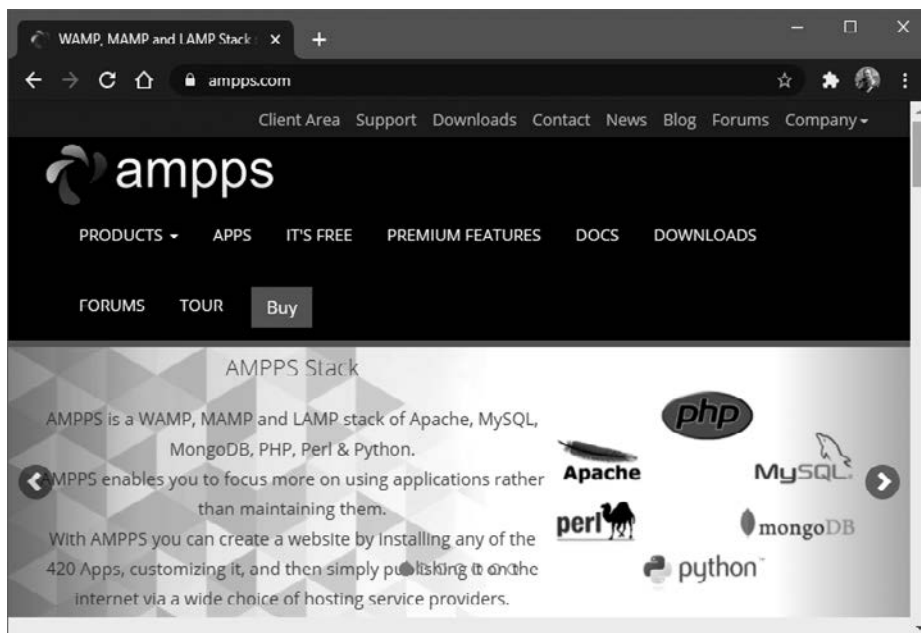 WAMP, MAMP and LAMP Stack :
ampps.com
Client Area Support Downloads Contact News Blog Forums Company
ampps
PRODUCTS APPS IT'S FREE PREMIUM FEATURES DOCS DOWNLOADS
FORUMS TOUR Buy
AMPPS Stack
AMPPS is a WAMP, MAMP and LAMP stack of Apache, MySQL,
MongoDB, PHP, Perl & Python.
AMPPS enables you to focus more on using applications rather
than maintaining them.
With AMPPS you can create a website by Installing any of the
420 Apps, customizing it, and then simply publishing it on the
internet via a wide choice of hosting service providers.
php
Apache
MySQL
perl
mongoDB
python